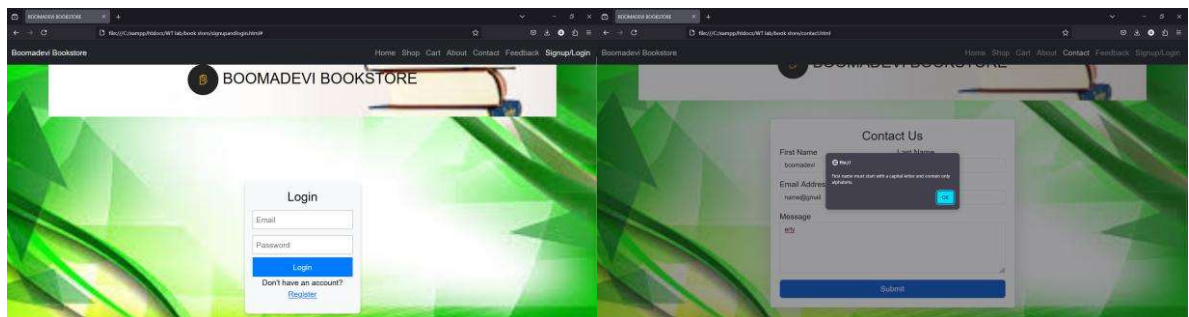 BOOMADEVI BOOKSTORE
file:///C:/xampp/htdocs/WT lab/book store/signupandlogin.html#
Boomadevi Bookstore
Home Shop Cart About Contact Feedback Signup/Login
BOOMADEVI BOOKSTORE
Login
Email
Password
Login
Don't have an account?
Register
BOOMADEVI BOOKSTORE
file:///C:/xampp/htdocs/WT lab/book store/contact.html
Boomadevi Bookstore
Home Shop Cart About Contact Feedback Signup/Login
BOOMADEVI BOOKSTORE
Contact Us
First Name Last Name
boomadevi
First name must start with a capital letter and contain only
alphabets.
OK
Email Addres
name@gmail
Message
Submit